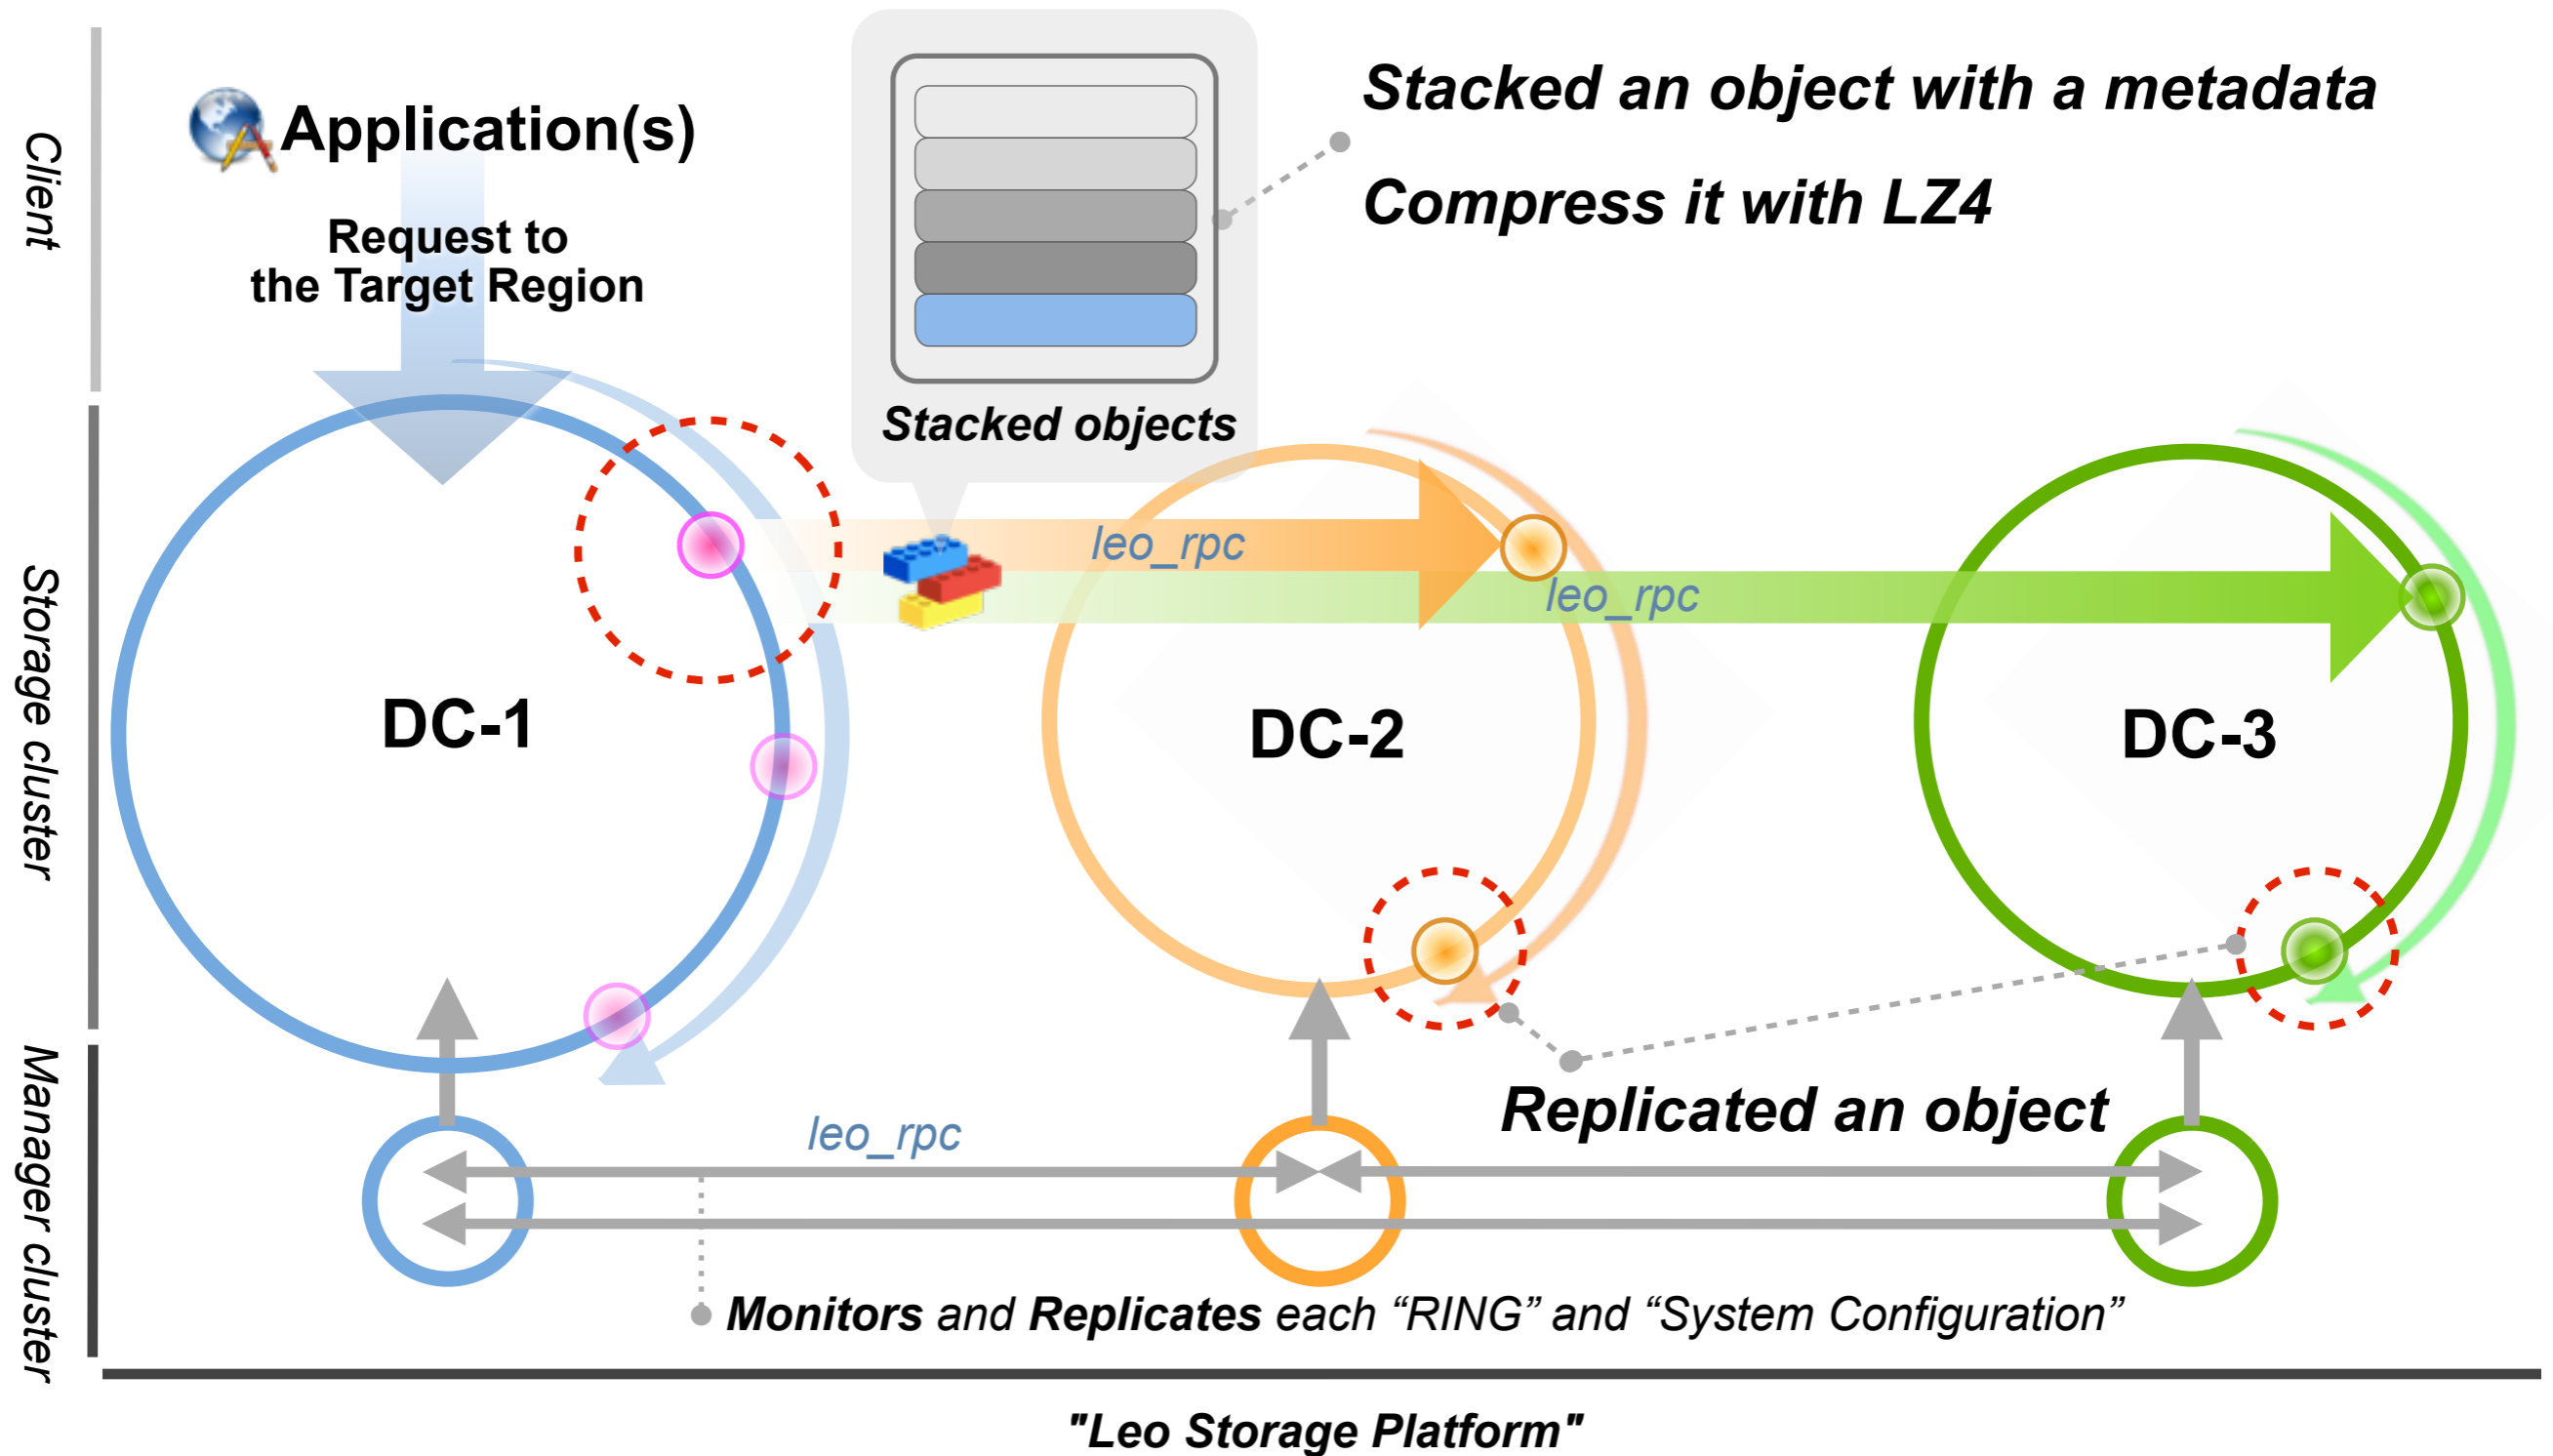 Client
Application(s)
Request to
the Target Region
Stacked objects
Stacked an object with a metadata
Compress it with LZ4
Storage cluster
leo_rpc
leo_rpc
DC-1
DC-2
DC-3
Replicated an object
Manager cluster
leo_rpc
Monitors and Replicates each “RING” and “System Configuration”
"Leo Storage Platform"